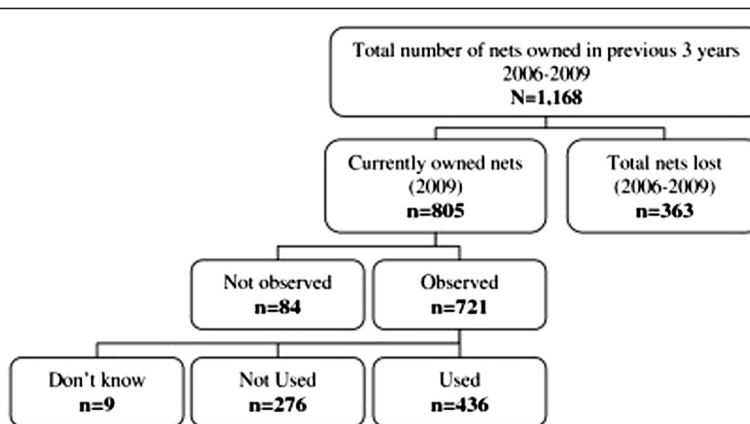 Total number of nets owned in previous 3 years
2006-2009
N=1,168
Currently owned nets
(2009)
n=805
Total nets lost
(2006-2009)
n=363
Not observed
n=84
Observed
n=721
Don't know
n=9
Not Used
n=276
Used
n=436